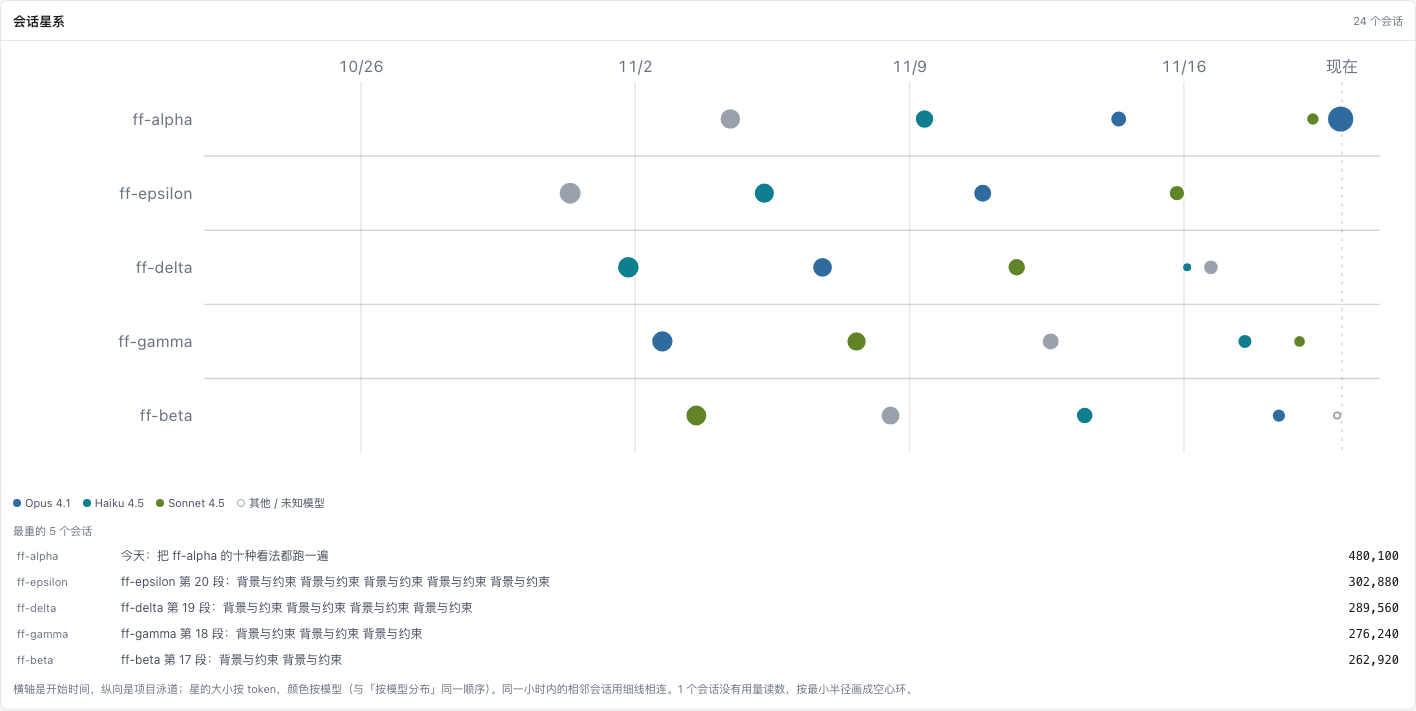 会话星系
24 个会话
10/26 11/2 11/9 11/16 现在
ff-alpha
ff-epsilon
ff-delta
ff-gamma
ff-beta
Opus 4.1 Haiku 4.5 Sonnet 4.5 其他 / 未知模型
最重的 5 个会话
ff-alpha 今天：把 ff-alpha 的十种看法都跑一遍 480,100
ff-epsilon ff-epsilon 第 20 段：背景与约束 背景与约束 背景与约束 背景与约束 背景与约束 302,880
ff-delta ff-delta 第 19 段：背景与约束 背景与约束 背景与约束 背景与约束 289,560
ff-gamma ff-gamma 第 18 段：背景与约束 背景与约束 背景与约束 276,240
ff-beta ff-beta 第 17 段：背景与约束 背景与约束 262,920
横轴是开始时间，纵向是项目泳道；星的大小按 token，颜色按模型（与「按模型分布」同一顺序）。同一小时内的相邻会话用细线相连。1 个会话没有用量读数，按最小半径画成空心环。